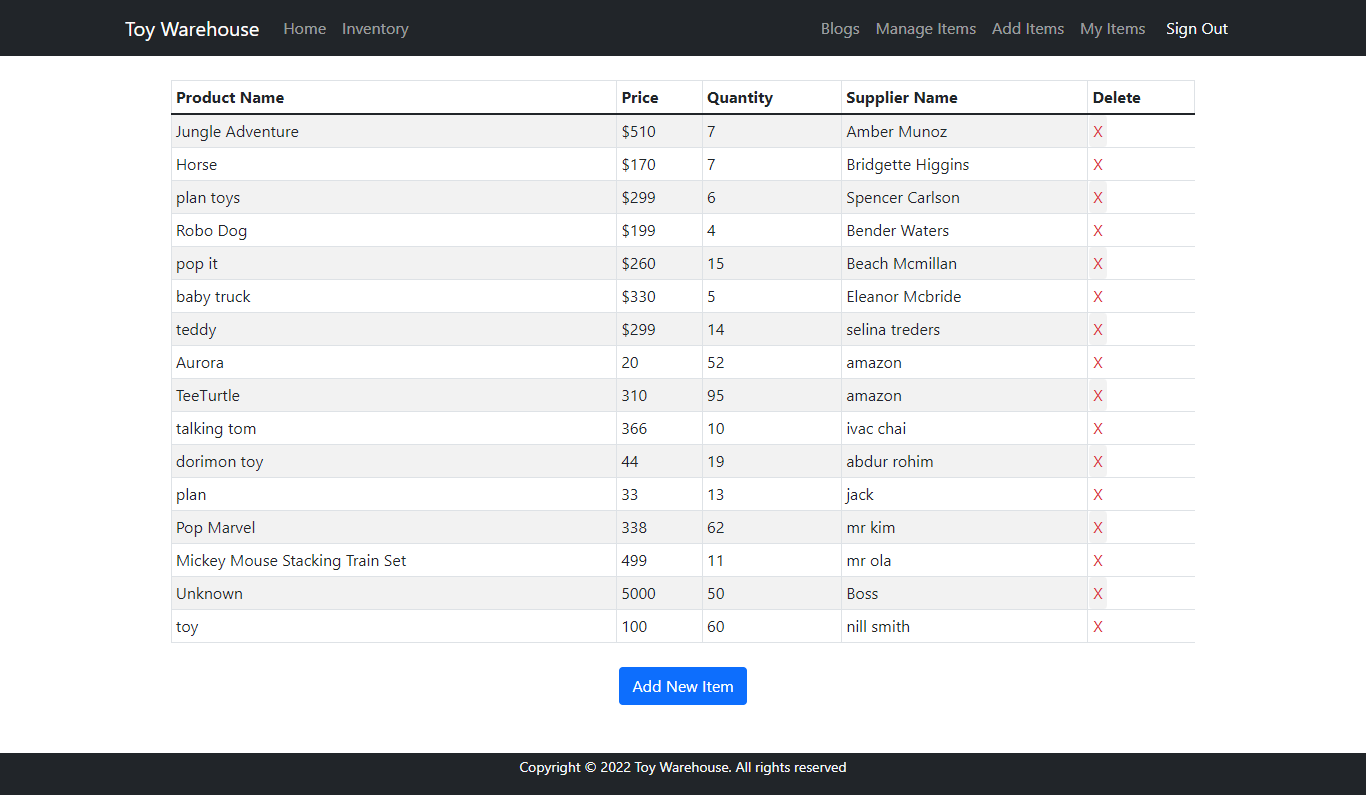 Toy Warehouse Home Inventory Blogs Manage Items Add Items My Items Sign Out
Product Name Price Quantity Supplier Name Delete
Jungle Adventure $510 7 Amber Munoz X
Horse $170 7 Bridgette Higgins X
plan toys $299 6 Spencer Carlson X
Robo Dog $199 4 Bender Waters X
pop it $260 15 Beach Mcmillan X
baby truck $330 5 Eleanor Mcbride X
teddy $299 14 selina treders X
Aurora 20 52 amazon X
TeeTurtle 310 95 amazon X
talking tom 366 10 ivac chai X
dorimon toy 44 19 abdur rohim X
plan 33 13 jack X
Pop Marvel 338 62 mr kim X
Mickey Mouse Stacking Train Set 499 11 mr ola X
Unknown 5000 50 Boss X
toy 100 60 nill smith X
Add New Item
Copyright © 2022 Toy Warehouse. All rights reserved